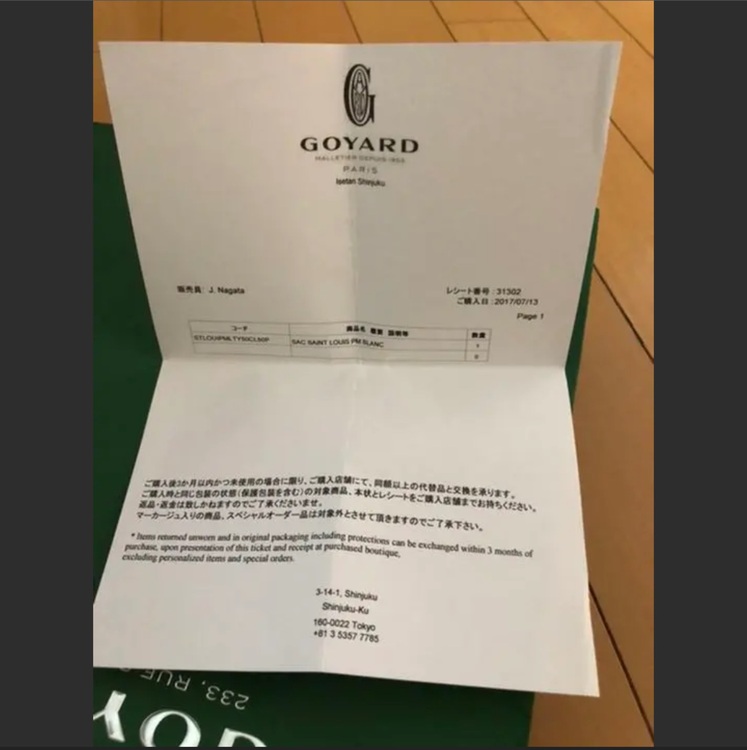 GOYARD
MALLETIER DEPUIS 1853
PARIS
Isetan Shinjuku
販売員: J. Nagata
レシート番号 : 31302
ご購入日 : 2017/07/13
Page 1
コード 商品名 概要 説明等 数量
SAC SAINT LOUIS PM BLANC 1
0
ご購入後3か月以内かつ未使用の場合に限り、ご購入店舗にて、同額以上の代替品と交換を承ります。
ご購入時と同じ包装の状態(保護包装を含む)の対象商品、本状とレシートをご購入店舗までお持ちください。
返品・返金は致しかねますのでご了承くださいませ。
マーカージュ入りの商品、スペシャルオーダー品は対象外とさせて頂きますのでご了承下さい。
* Items returned unworn and in original packaging including protections can be exchanged within 3 months of
purchase, upon presentation of this ticket and receipt at purchased boutique,
excluding personalized items and special orders.
3-14-1, Shinjuku
Shinjuku-Ku
160-0022 Tokyo
+81 3 5357 7785
233, RUE